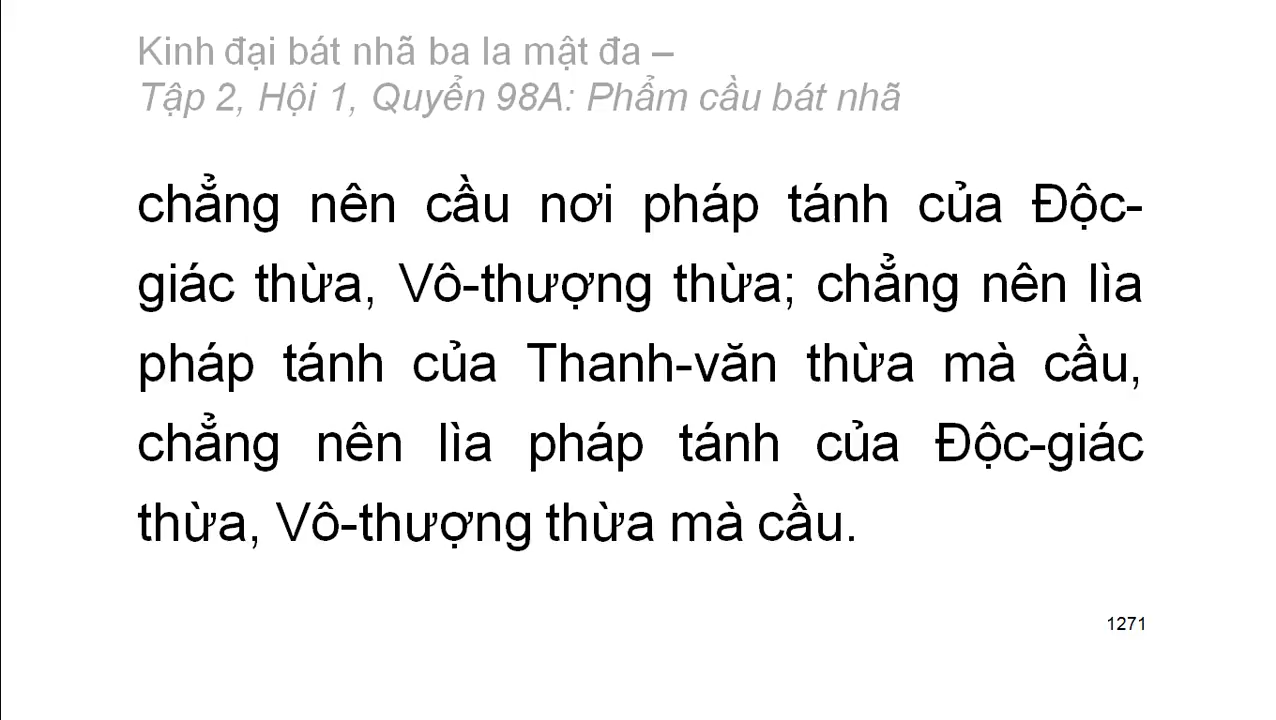 Kinh đại bát nhã ba la mật đa –
Tập 2, Hội 1, Quyển 98A: Phẩm cầu bát nhã
chẳng nên cầu nơi pháp tánh của Độc-
giác thừa, Vô-thượng thừa; chẳng nên lìa
pháp tánh của Thanh-văn thừa mà cầu,
chẳng nên lìa pháp tánh của Độc-giác
thừa, Vô-thượng thừa mà cầu.
1271